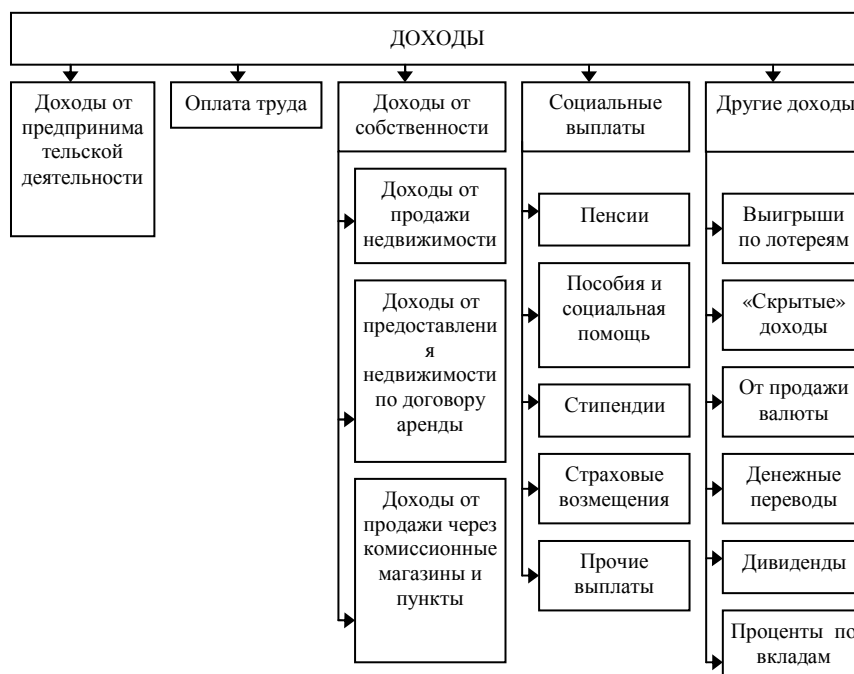 ДОХОДЫ
Доходы от
предпринима
тельской
деятельности
Оплата труда
Доходы от
собственности
Социальные
выплаты
Другие доходы
Доходы от
продажи
недвижимости
Доходы от
предоставлени
я
недвижимости
по договору
аренды
Доходы от
продажи через
комиссионные
магазины и
пункты
Пенсии
Пособия и
социальная
помощь
Стипендии
Страховые
возмещения
Прочие
выплаты
Выигрыши
по лотереям
«Скрытые»
доходы
От продажи
валюты
Денежные
переводы
Дивиденды
Проценты по
вкладам